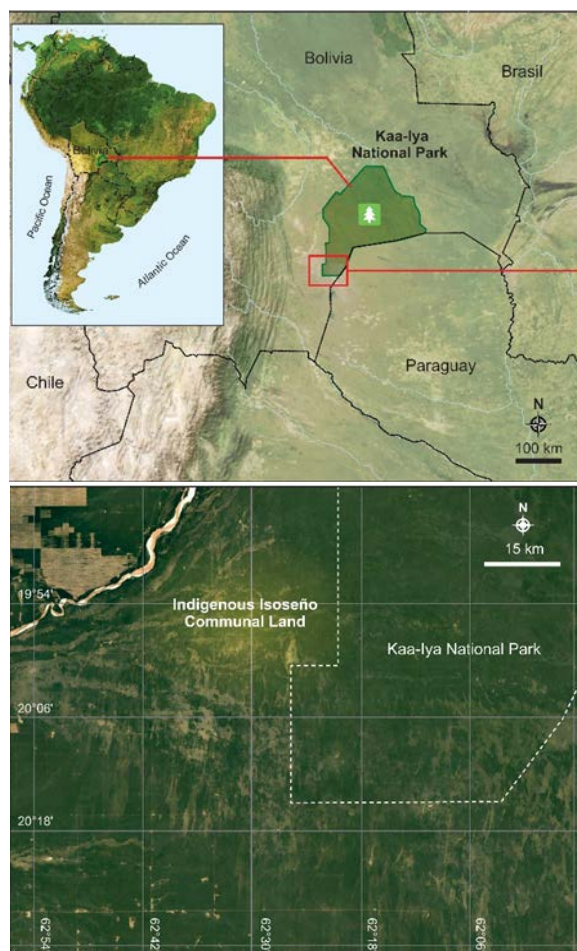 Bolivia
Brasil
Kaa-Iya
National Park
Bolivia
Pacific Ocean
Atlantic Ocean
Chile
Paraguay
N
100 km
N
15 km
19°54'
Indigenous Isoseño
Communal Land
Kaa-Iya National Park
20°06'
20°18'
62°54'
62°42'
62°30'
62°18'
62°06'